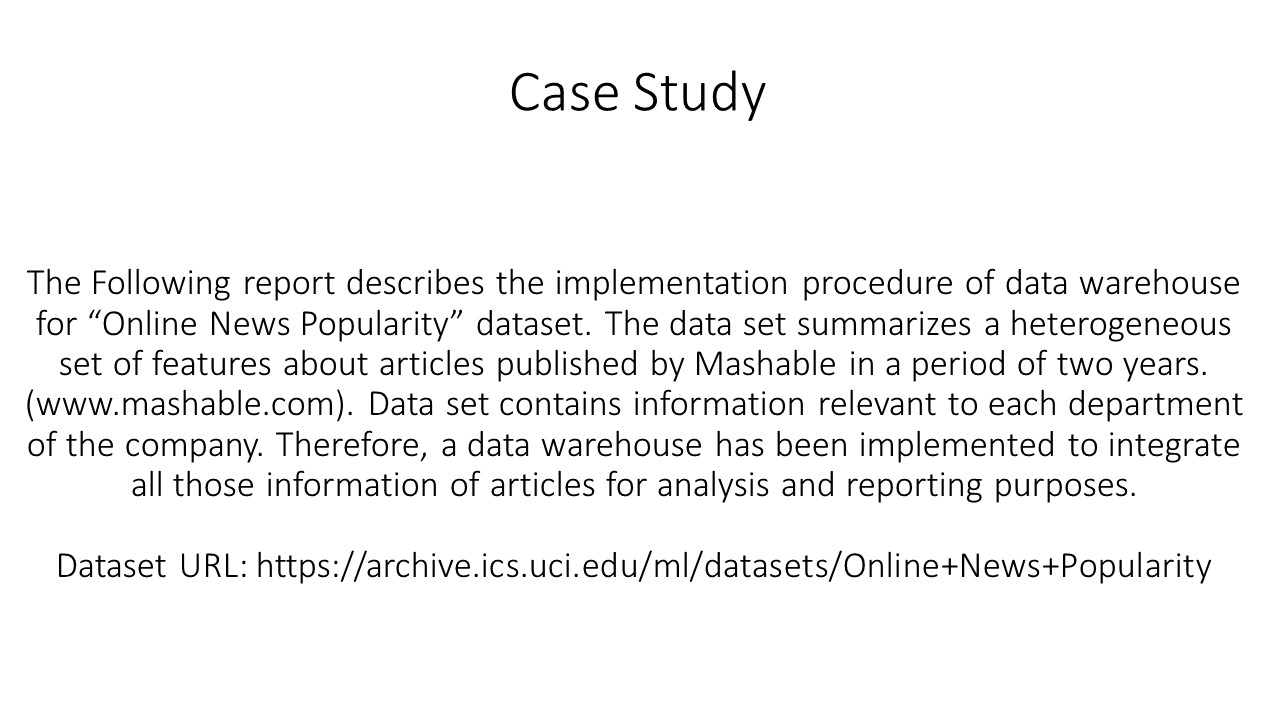 Case Study
The Following report describes the implementation procedure of data warehouse
for “Online News Popularity” dataset. The data set summarizes a heterogeneous
set of features about articles published by Mashable in a period of two years.
(www.mashable.com). Data set contains information relevant to each department
of the company. Therefore, a data warehouse has been implemented to integrate
all those information of articles for analysis and reporting purposes.
Dataset URL: https://archive.ics.uci.edu/ml/datasets/Online+News+Popularity